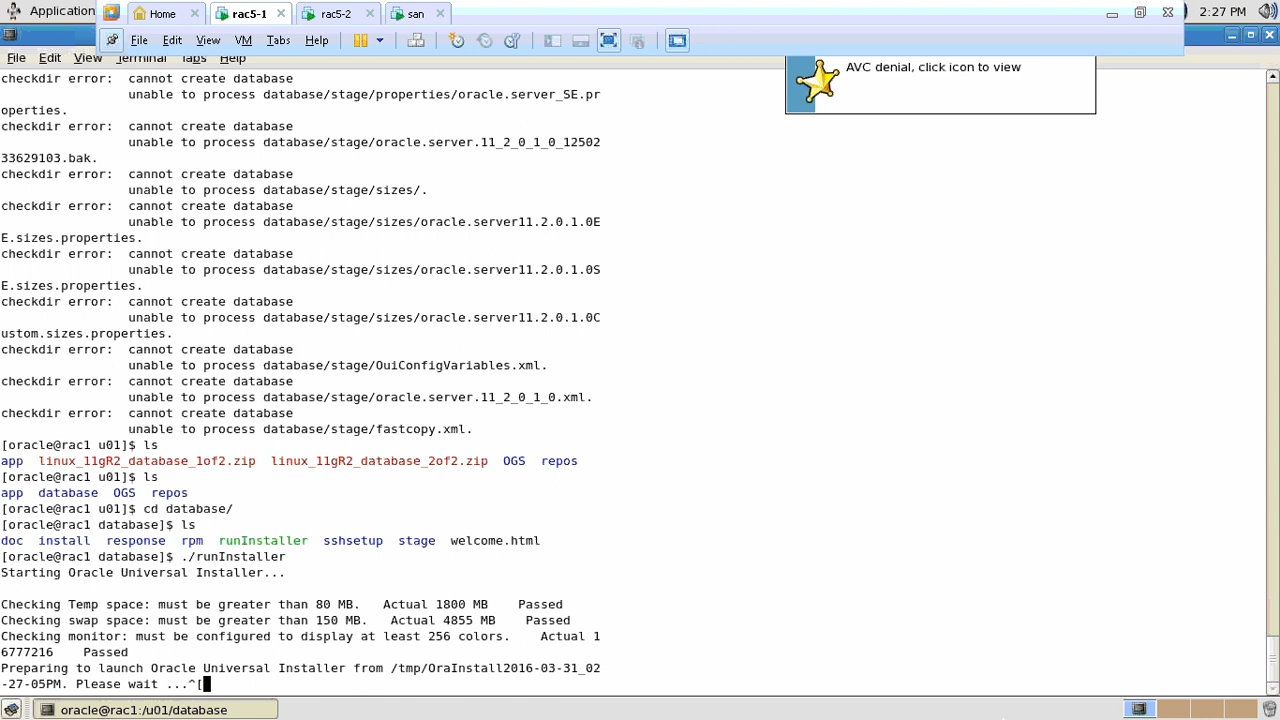 Application
Home
rac5-1
rac5-2
san
2:27 PM
File Edit View VM Tabs Help
File Edit View Terminal Tabs Help
AVC denial, click icon to view
checkdir error:  cannot create database
                 unable to process database/stage/properties/oracle.server_SE.pr
operties.
checkdir error:  cannot create database
                 unable to process database/stage/oracle.server.11_2_0_1_0_12502
33629103.bak.
checkdir error:  cannot create database
                 unable to process database/stage/sizes/.
checkdir error:  cannot create database
                 unable to process database/stage/sizes/oracle.server11.2.0.1.0E
E.sizes.properties.
checkdir error:  cannot create database
                 unable to process database/stage/sizes/oracle.server11.2.0.1.0S
E.sizes.properties.
checkdir error:  cannot create database
                 unable to process database/stage/sizes/oracle.server11.2.0.1.0C
ustom.sizes.properties.
checkdir error:  cannot create database
                 unable to process database/stage/OuiConfigVariables.xml.
checkdir error:  cannot create database
                 unable to process database/stage/oracle.server.11_2_0_1_0.xml.
checkdir error:  cannot create database
                 unable to process database/stage/fastcopy.xml.
[oracle@rac1 u01]$ ls
app  linux_11gR2_database_1of2.zip  linux_11gR2_database_2of2.zip  OGS  repos
[oracle@rac1 u01]$ ls
app  database  OGS  repos
[oracle@rac1 u01]$ cd database/
[oracle@rac1 database]$ ls
doc  install  response  rpm  runInstaller  sshsetup  stage  welcome.html
[oracle@rac1 database]$ ./runInstaller
Starting Oracle Universal Installer...
Checking Temp space: must be greater than 80 MB.   Actual 1800 MB    Passed
Checking swap space: must be greater than 150 MB.   Actual 4855 MB    Passed
Checking monitor: must be configured to display at least 256 colors.    Actual 1
6777216    Passed
Preparing to launch Oracle Universal Installer from /tmp/OraInstall2016-03-31_02
-27-05PM. Please wait ...^[
oracle@rac1:/u01/database